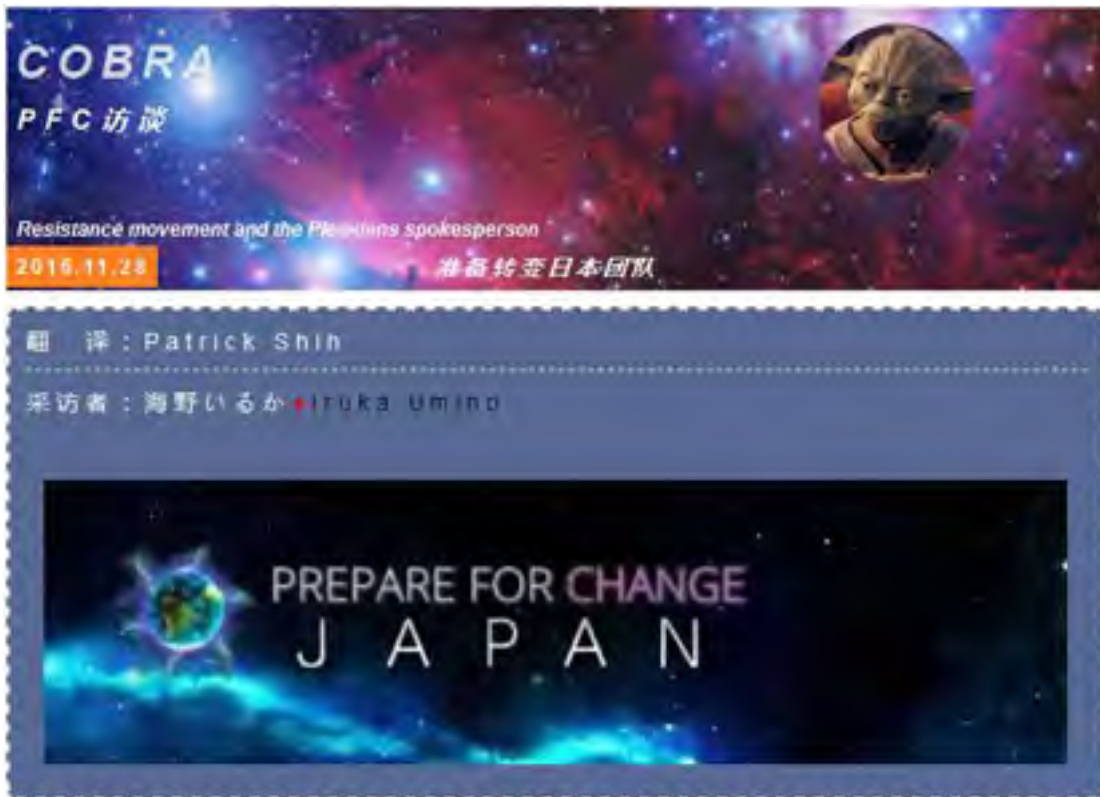 COBRA
PFC访谈
Resistance movement and the Pleiadians spokesperson
2016.11.28
准备转变日本团队
翻 译：Patrick Shih
采访者：海野いるか♦Iruka Umino
PREPARE FOR CHANGE
JAPAN